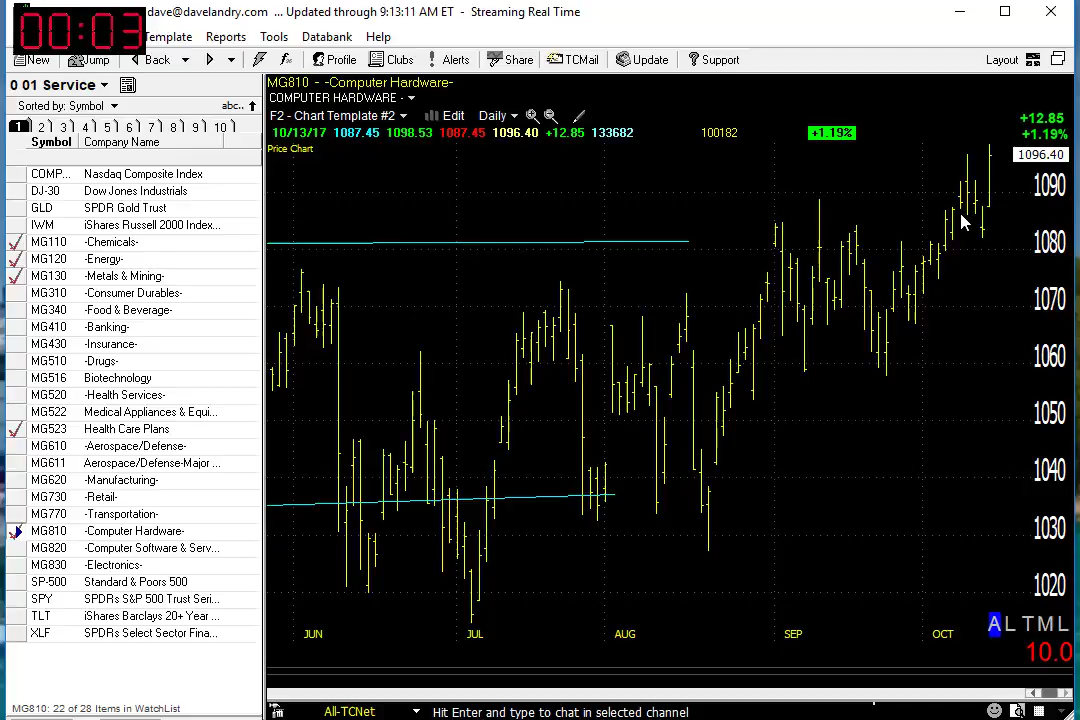 00:03
dave@davelandry.com ... Updated through 9:13:11 AM ET - Streaming Real Time
Template Reports Tools Databank Help
New Jump Back Profile Clubs Alerts Share TCMail Update Support Layout
0 01 Service
Sorted by: Symbol abc..
1 2 3 4 5 6 7 8 9 10
Symbol Company Name
COMP... Nasdaq Composite Index
DJ-30 Dow Jones Industrials
GLD SPDR Gold Trust
IWM iShares Russell 2000 Index...
MG110 -Chemicals-
MG120 -Energy-
MG130 -Metals & Mining-
MG310 -Consumer Durables-
MG340 -Food & Beverage-
MG410 -Banking-
MG430 -Insurance-
MG510 -Drugs-
MG516 Biotechnology
MG520 -Health Services-
MG522 Medical Appliances & Equi...
MG523 Health Care Plans
MG610 -Aerospace/Defense-
MG611 Aerospace/Defense-Major ...
MG620 -Manufacturing-
MG730 -Retail-
MG770 -Transportation-
MG810 -Computer Hardware-
MG820 -Computer Software & Serv...
MG830 -Electronics-
SP-500 Standard & Poors 500
SPY SPDRs S&P 500 Trust Seri...
TLT iShares Barclays 20+ Year ...
XLF SPDRs Select Sector Fina...
MG810: 22 of 28 Items in WatchList
MG810 - -Computer Hardware-
COMPUTER HARDWARE -
F2 - Chart Template #2 Edit Daily
10/13/17 1087.45 1098.53 1087.45 1096.40 +12.85 133682 100182 +1.19%
Price Chart
+12.85
+1.19%
1096.40
1090
1080
1070
1060
1050
1040
1030
1020
JUN JUL AUG SEP OCT
A L T M L
10.0
All-TCNet Hit Enter and type to chat in selected channel